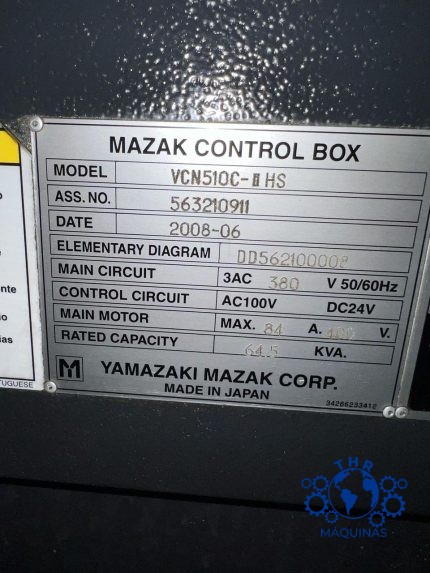 MAZAK CONTROL BOX
MODEL VCN510C-Ⅱ HS
ASS. NO. 563210911
DATE 2008-06
ELEMENTARY DIAGRAM
MAIN CIRCUIT 3AC 380 V 50/60Hz
CONTROL CIRCUIT AC100V DC24V
MAIN MOTOR MAX. 84 A. V.
RATED CAPACITY 64.5 KVA.
M YAMAZAKI MAZAK CORP.
MADE IN JAPAN
34266233412
THR
MÁQUINAS